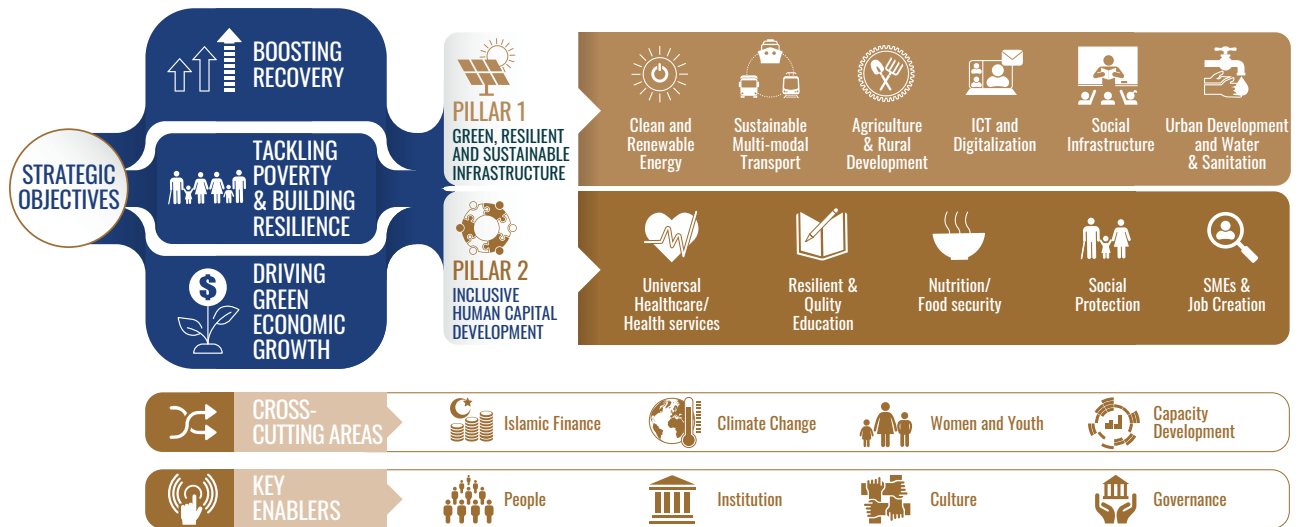 STRATEGIC
OBJECTIVES
BOOSTING
RECOVERY
TACKLING
POVERTY
& BUILDING
RESILIENCE
$
DRIVING
GREEN
ECONOMIC
GROWTH
PILLAR 1
GREEN, RESILIENT
AND SUSTAINABLE
INFRASTRUCTURE
Clean and
Renewable
Energy
Sustainable
Multi-modal
Transport
Agriculture
& Rural
Development
ICT and
Digitalization
Social
Infrastructure
Urban Development
and Water
& Sanitation
PILLAR 2
INCLUSIVE
HUMAN CAPITAL
DEVELOPMENT
Universal
Healthcare/
Health services
Resilient &
Qulity
Education
Nutrition/
Food security
Social
Protection
SMEs &
Job Creation
CROSS-
CUTTING AREAS
Islamic Finance
Climate Change
Women and Youth
Capacity
Development
KEY
ENABLERS
People
Institution
Culture
Governance